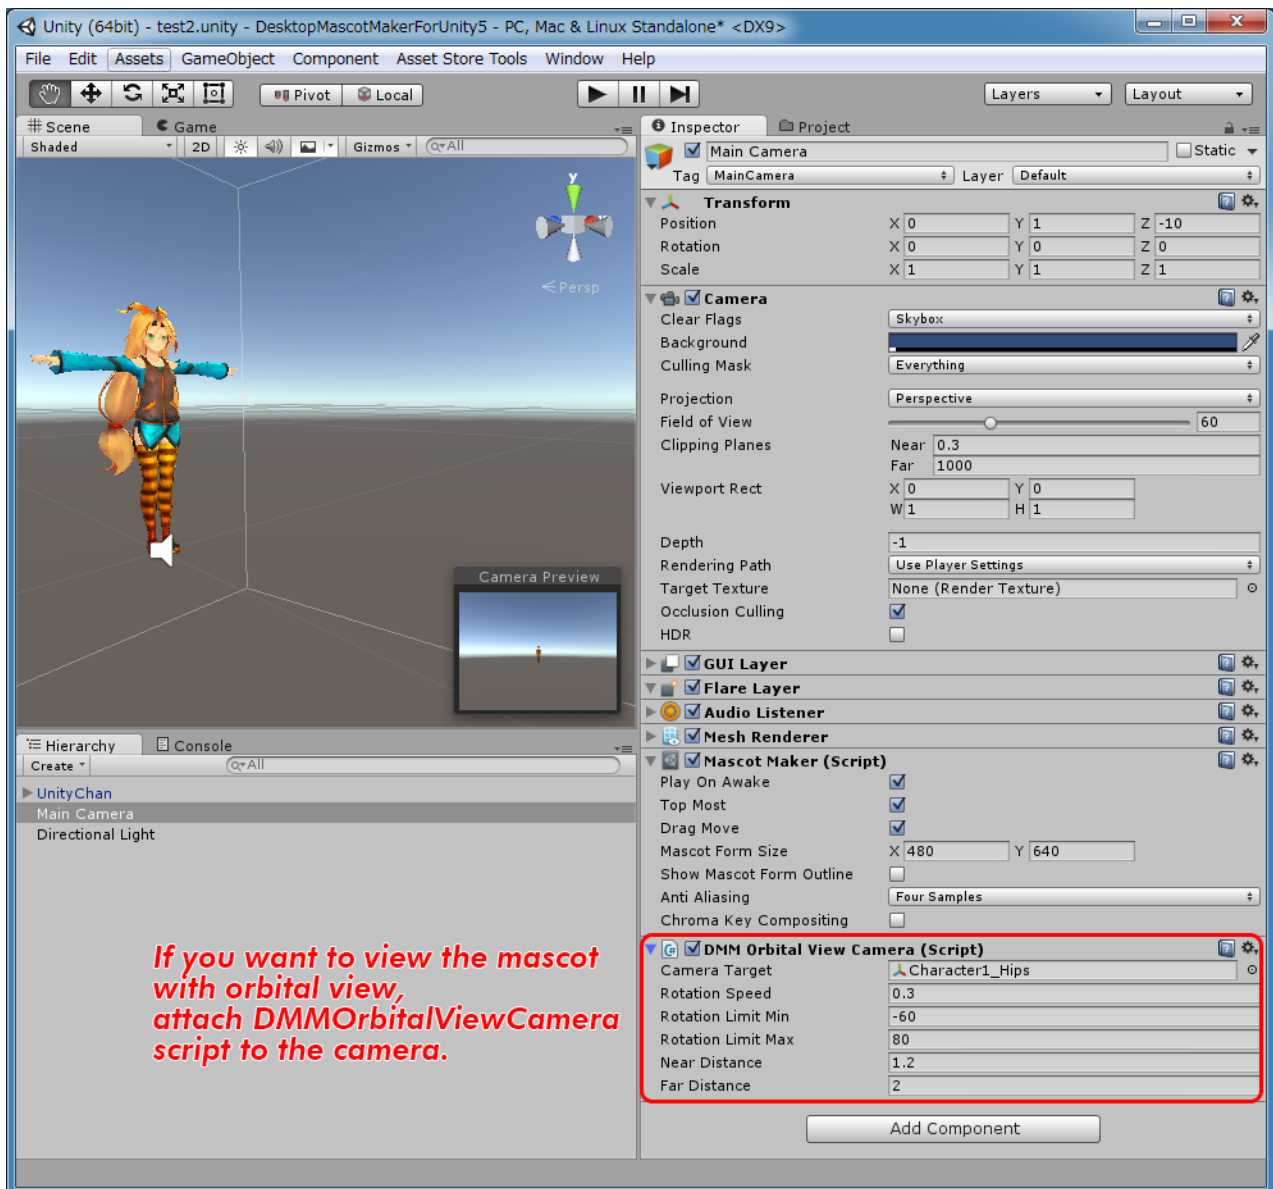 Unity (64bit) - test2.unity - DesktopMascotMakerForUnity5 - PC, Mac & Linux Standalone* <DX9>
File Edit Assets GameObject Component Asset Store Tools Window Help
Pivot Local Layers Layout
Scene Game
Shaded 2D Gizmos All
y
Persp
Camera Preview
Hierarchy Console
Create All
UnityChan
Main Camera
Directional Light
If you want to view the mascot
with orbital view,
attach DMMOrbitalViewCamera
script to the camera.
Inspector Project
Main Camera Static
Tag MainCamera Layer Default
Transform
Position X 0 Y 1 Z -10
Rotation X 0 Y 0 Z 0
Scale X 1 Y 1 Z 1
Camera
Clear Flags Skybox
Background
Culling Mask Everything
Projection Perspective
Field of View 60
Clipping Planes Near 0.3
Far 1000
Viewport Rect X 0 Y 0
W 1 H 1
Depth -1
Rendering Path Use Player Settings
Target Texture None (Render Texture)
Occlusion Culling
HDR
GUI Layer
Flare Layer
Audio Listener
Mesh Renderer
Mascot Maker (Script)
Play On Awake
Top Most
Drag Move
Mascot Form Size X 480 Y 640
Show Mascot Form Outline
Anti Aliasing Four Samples
Chroma Key Compositing
DMM Orbital View Camera (Script)
Camera Target Character1_Hips
Rotation Speed 0.3
Rotation Limit Min -60
Rotation Limit Max 80
Near Distance 1.2
Far Distance 2
Add Component